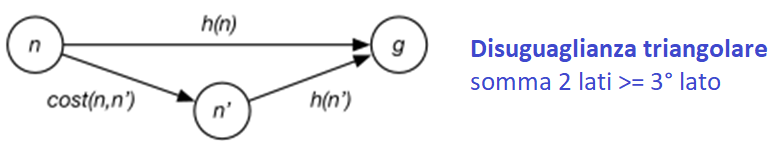 h(n)
n
g
cost(n,n')
n'
h(n')
Disuguaglianza triangolare
somma 2 lati >= 3° lato